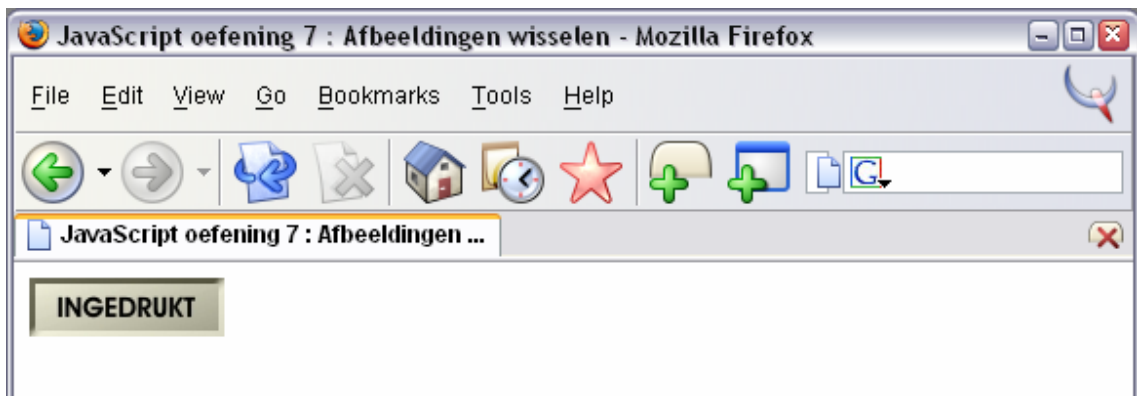 JavaScript oefening 7 : Afbeeldingen wisselen - Mozilla Firefox
File Edit View Go Bookmarks Tools Help
G
JavaScript oefening 7 : Afbeeldingen ...
INGEDRUKT